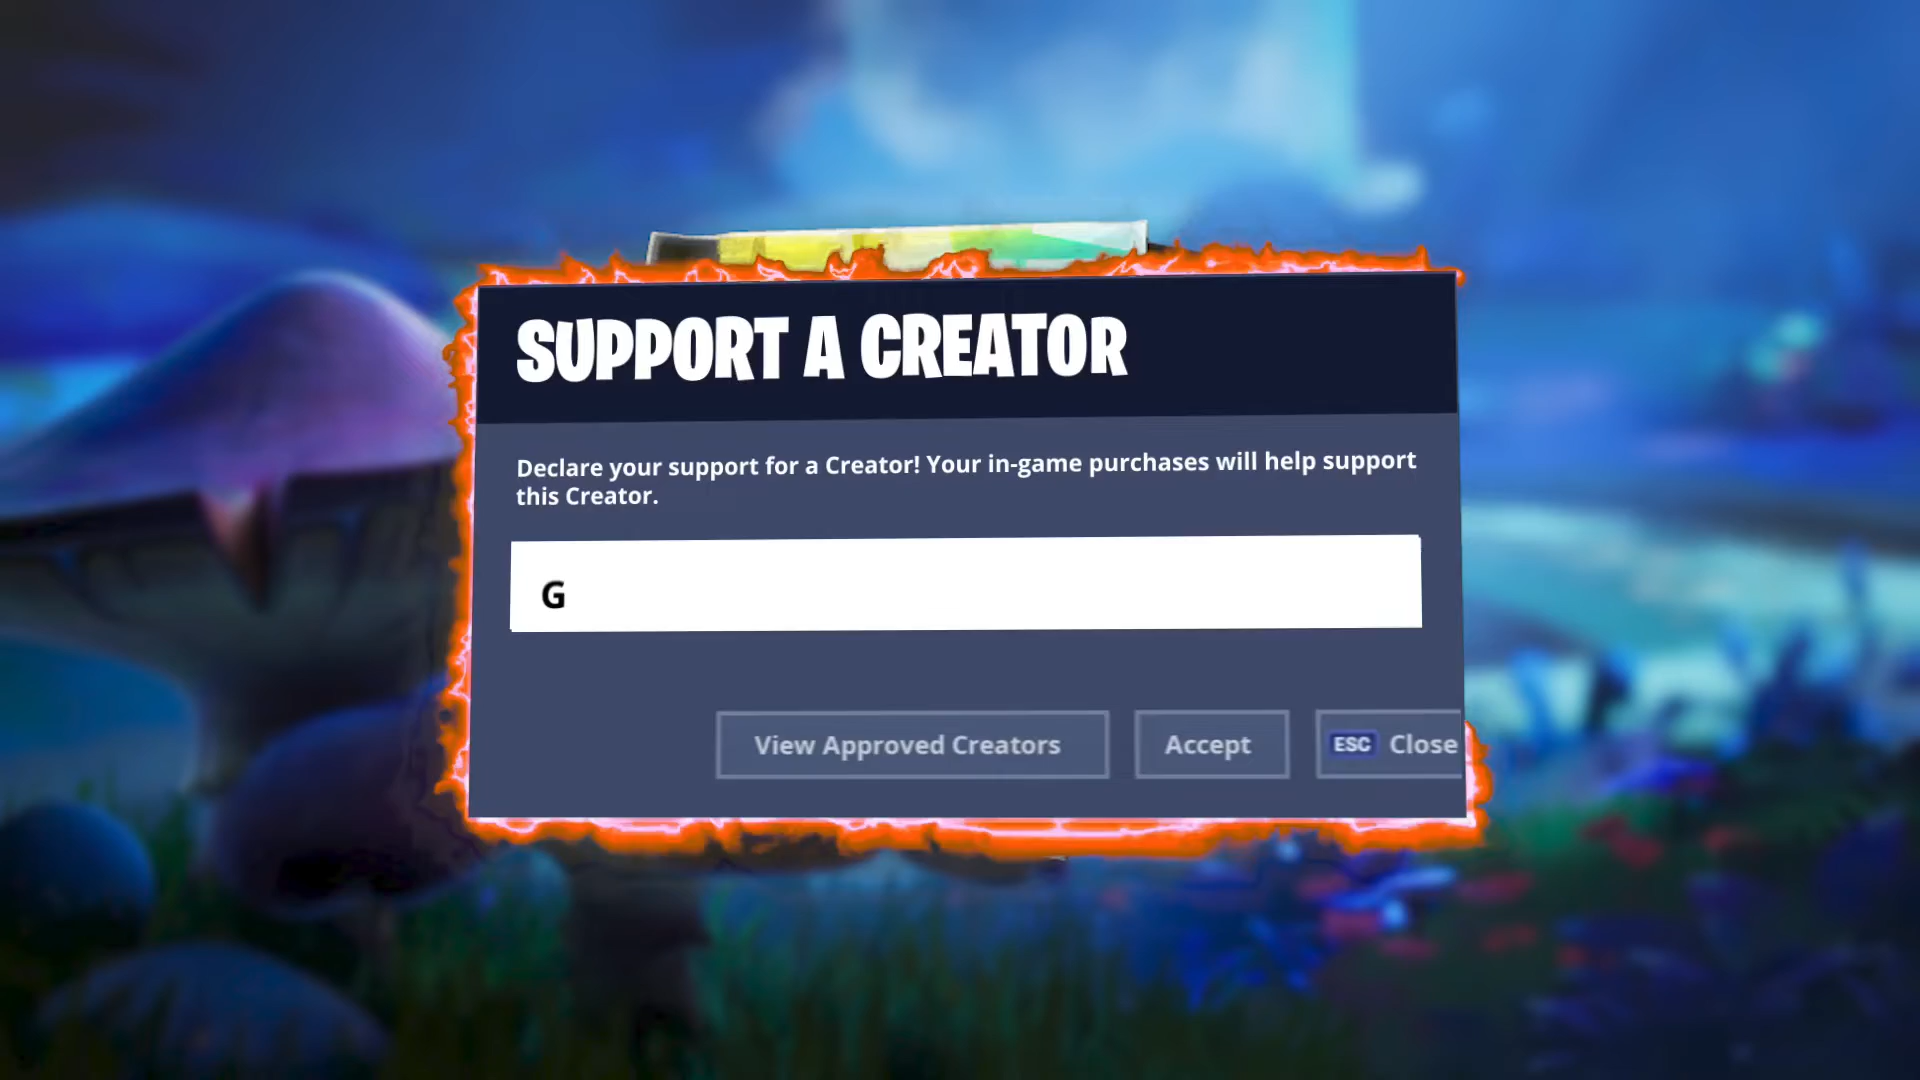 SUPPORT A CREATOR
Declare your support for a Creator! Your in-game purchases will help support
this Creator.
G
View Approved Creators
Accept
ESC Close